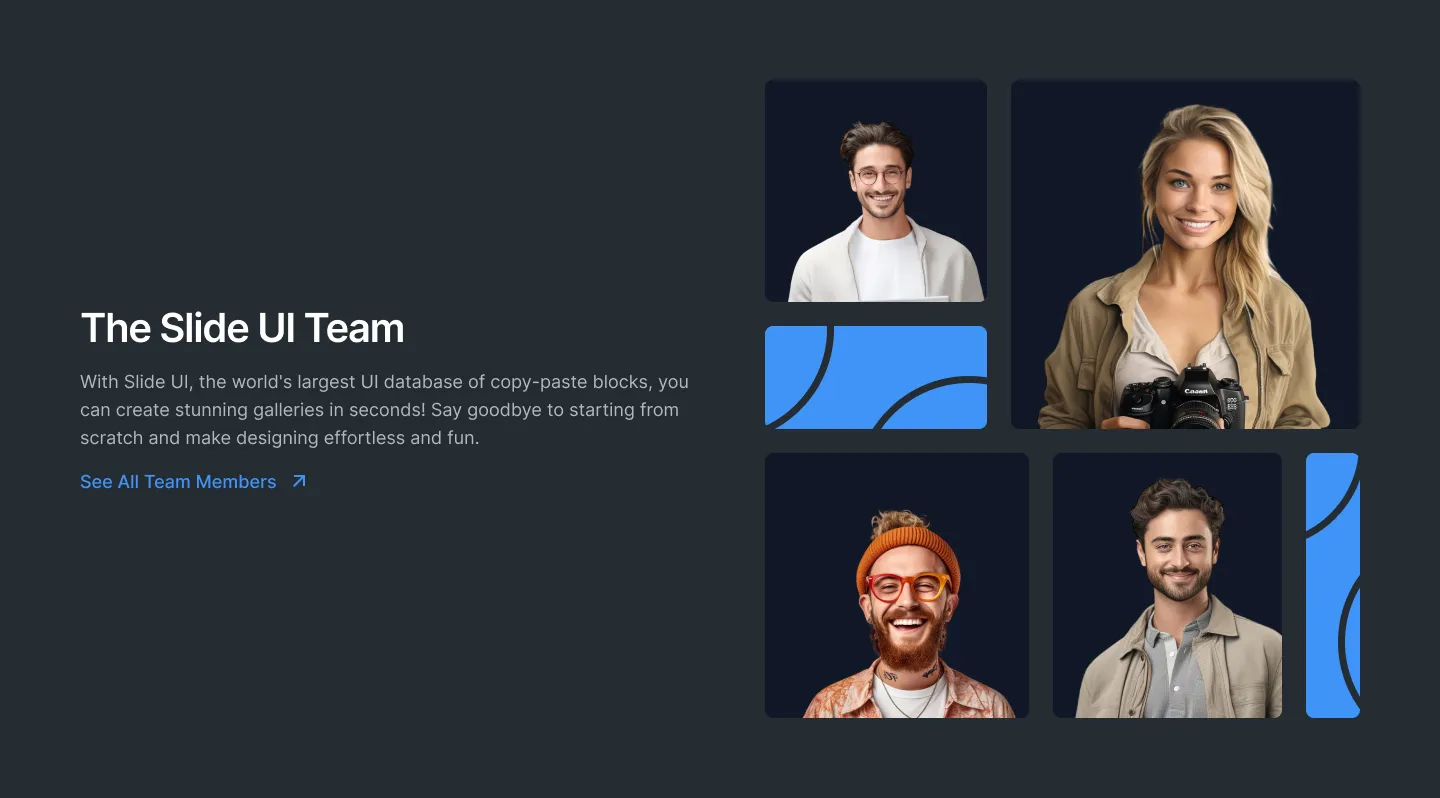 The Slide UI Team
With Slide UI, the world's largest UI database of copy-paste blocks, you
can create stunning galleries in seconds! Say goodbye to starting from
scratch and make designing effortless and fun.
See All Team Members